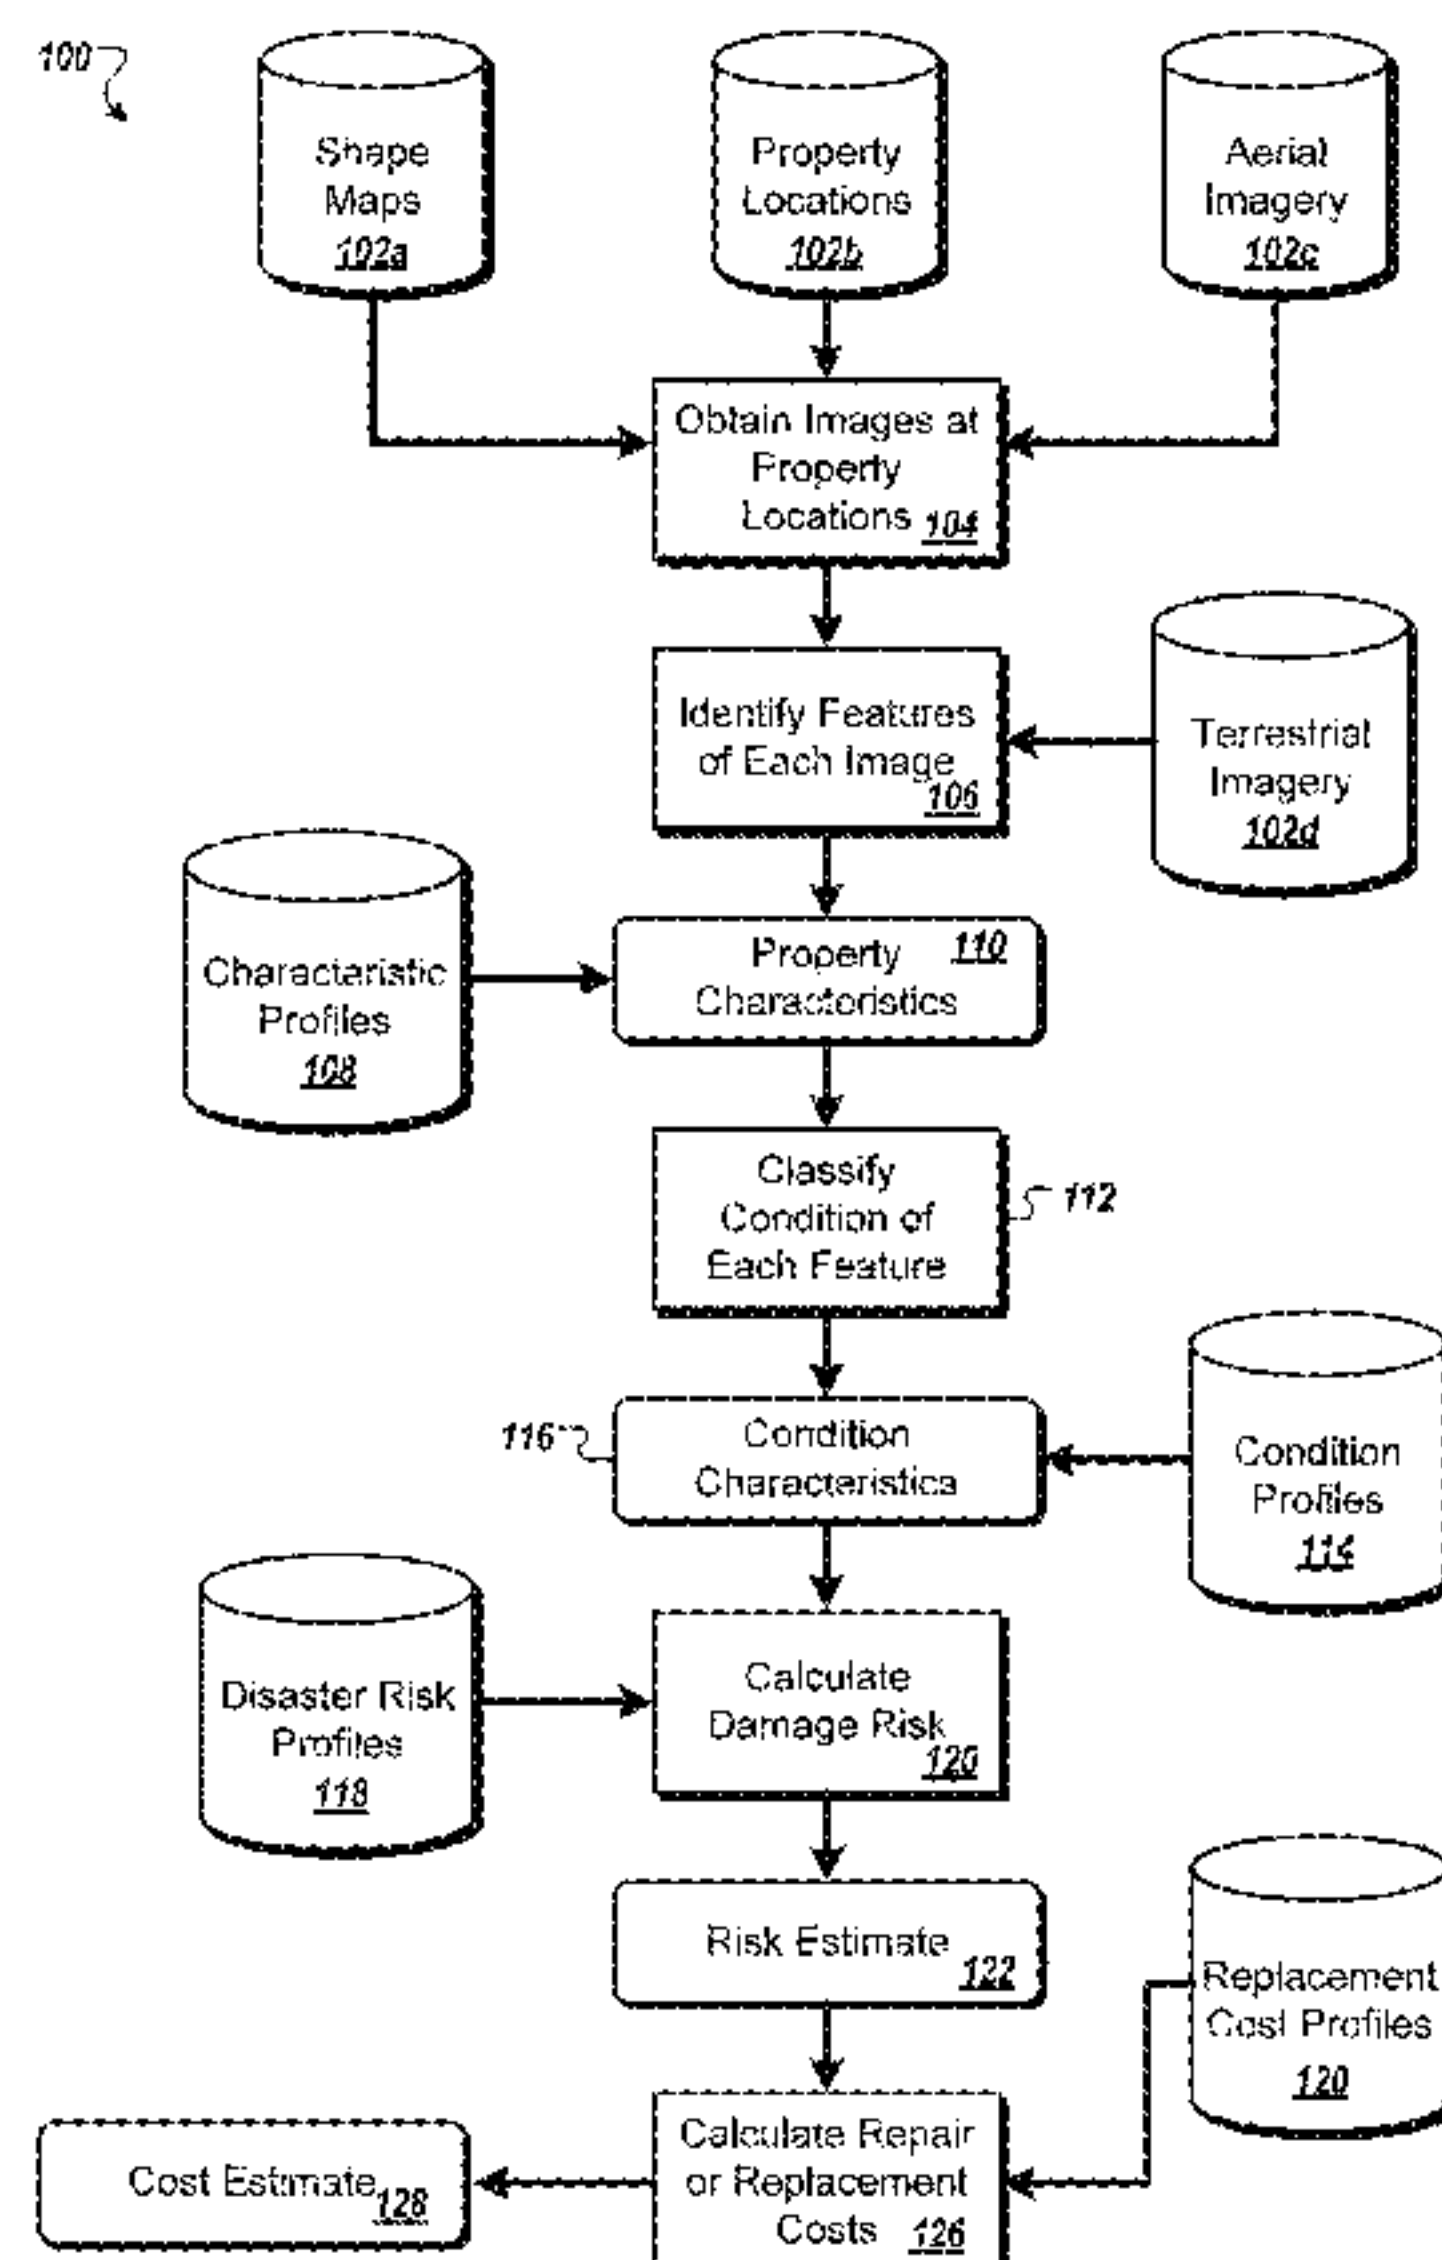 100
Shape
Maps
102a
Property
Locations
102b
Aerial
Imagery
102c
Obtain Images at
Property
Locations 104
Identify Features
of Each Image
106
Terrestrial
Imagery
102d
Characteristic
Profiles
108
Property 110
Characteristics
Classify
Condition of
Each Feature
112
116
Condition
Characteristics
Condition
Profiles
114
Disaster Risk
Profiles
118
Calculate
Damage Risk
120
Risk Estimate
122
Replacement
Cost Profiles
120
Cost Estimate 128
Calculate Repair
or Replacement
Costs 126